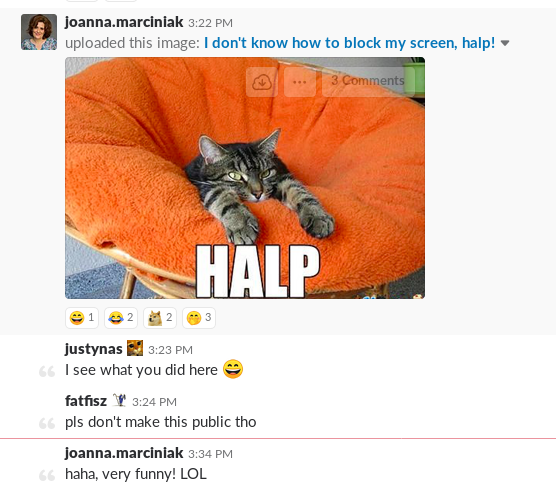 joanna.marciniak 3:22 PM
uploaded this image: I don't know how to block my screen, halp!
3 Comments
HALP
1 2 2 3
justynas 3:23 PM
I see what you did here
fatfisz 3:24 PM
pls don't make this public tho
joanna.marciniak 3:34 PM
haha, very funny! LOL